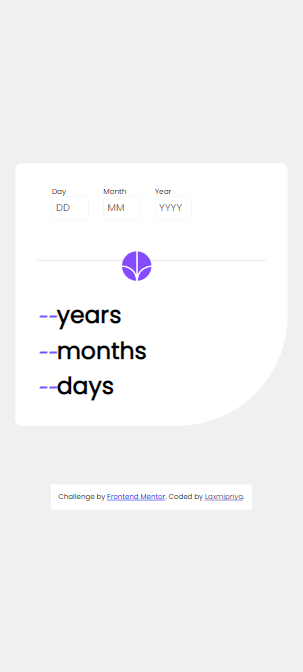 Day Month Year
DD MM YYYY
--years
--months
--days
Challenge by Frontend Mentor. Coded by Laxmipriya.